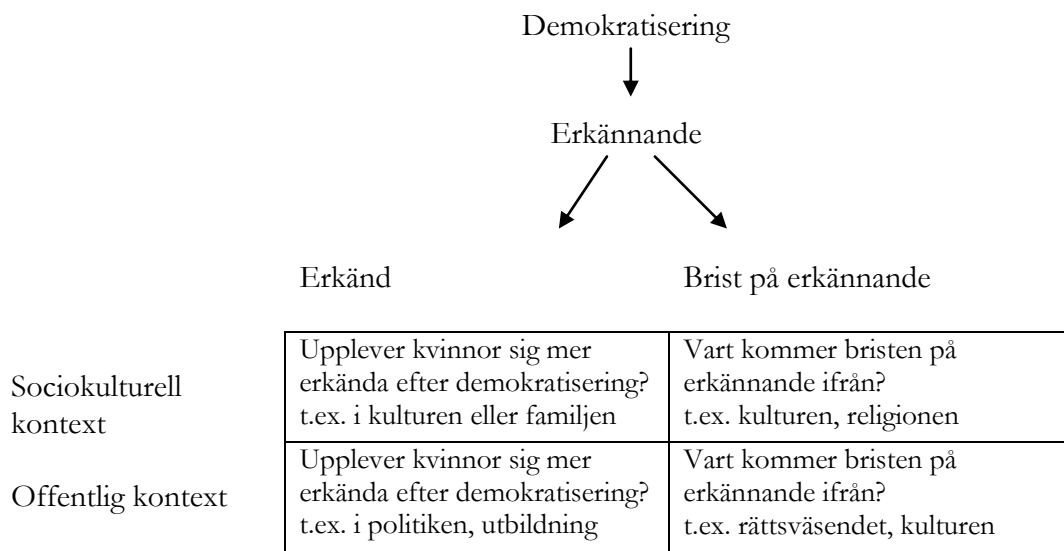 Demokratisering
Erkännande
Erkänd
Brist på erkännande
Sociokulturell
kontext
Upplever kvinnor sig mer
erkända efter demokratisering?
t.ex. i kulturen eller familjen
Vart kommer bristen på
erkännande ifrån?
t.ex. kulturen, religionen
Offentlig kontext
Upplever kvinnor sig mer
erkända efter demokratisering?
t.ex. i politiken, utbildning
Vart kommer bristen på
erkännande ifrån?
t.ex. rättsväsendet, kulturen